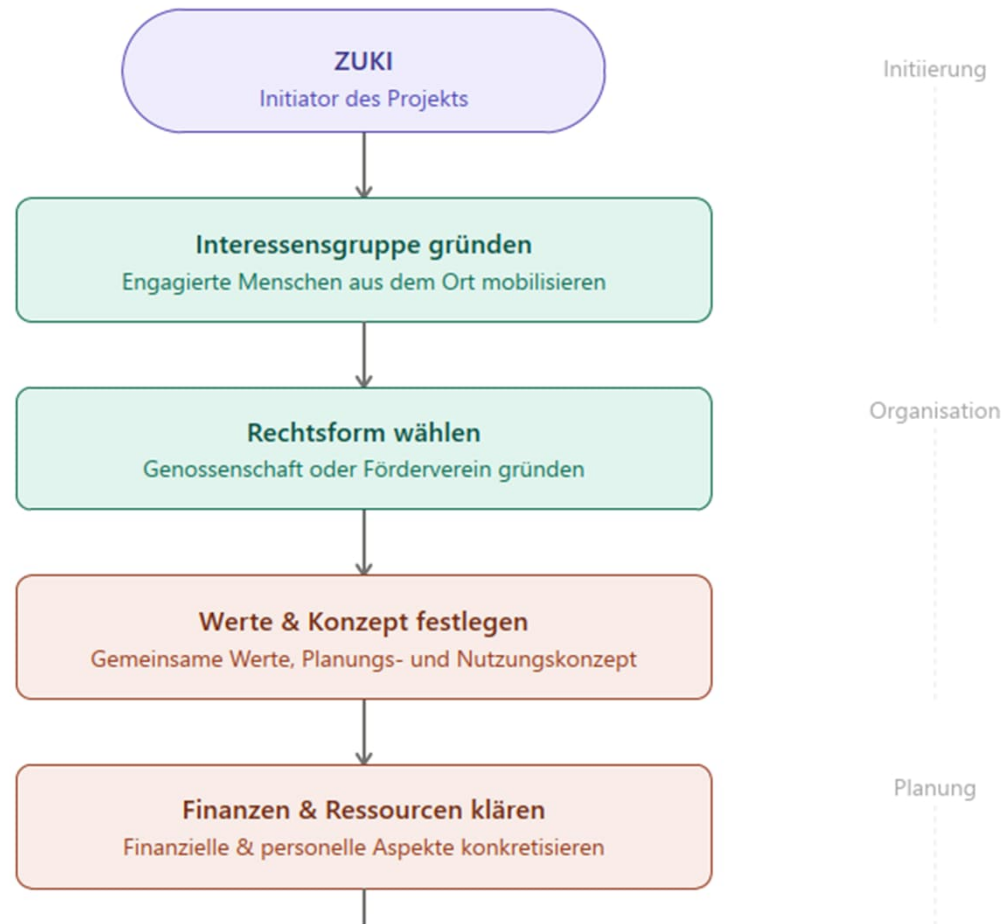 ZUKI
Initiator des Projekts
Initiierung
Interessensgruppe gründen
Engagierte Menschen aus dem Ort mobilisieren
Rechtsform wählen
Genossenschaft oder Förderverein gründen
Organisation
Werte & Konzept festlegen
Gemeinsame Werte, Planungs- und Nutzungskonzept
Finanzen & Ressourcen klären
Finanzielle & personelle Aspekte konkretisieren
Planung